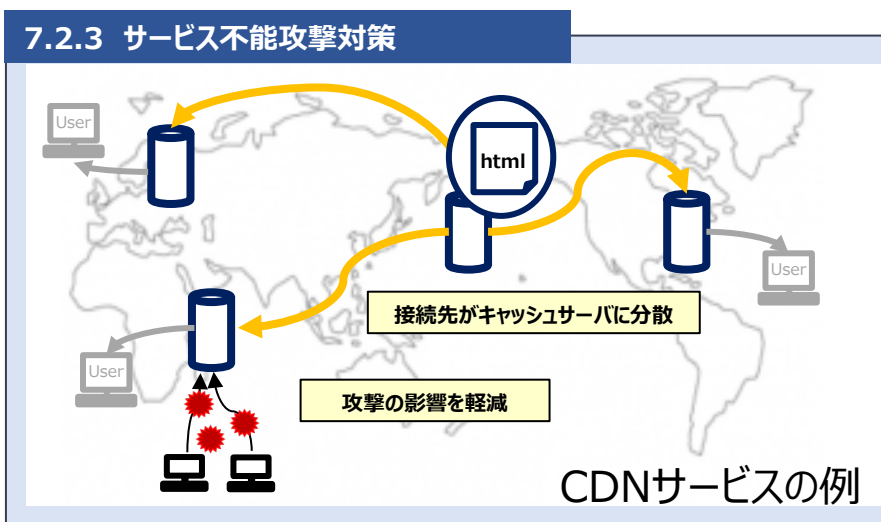 7.2.3 サービス不能攻撃対策
User
html
User
接続先がキャッシュサーバに分散
User
攻撃の影響を軽減
CDNサービスの例